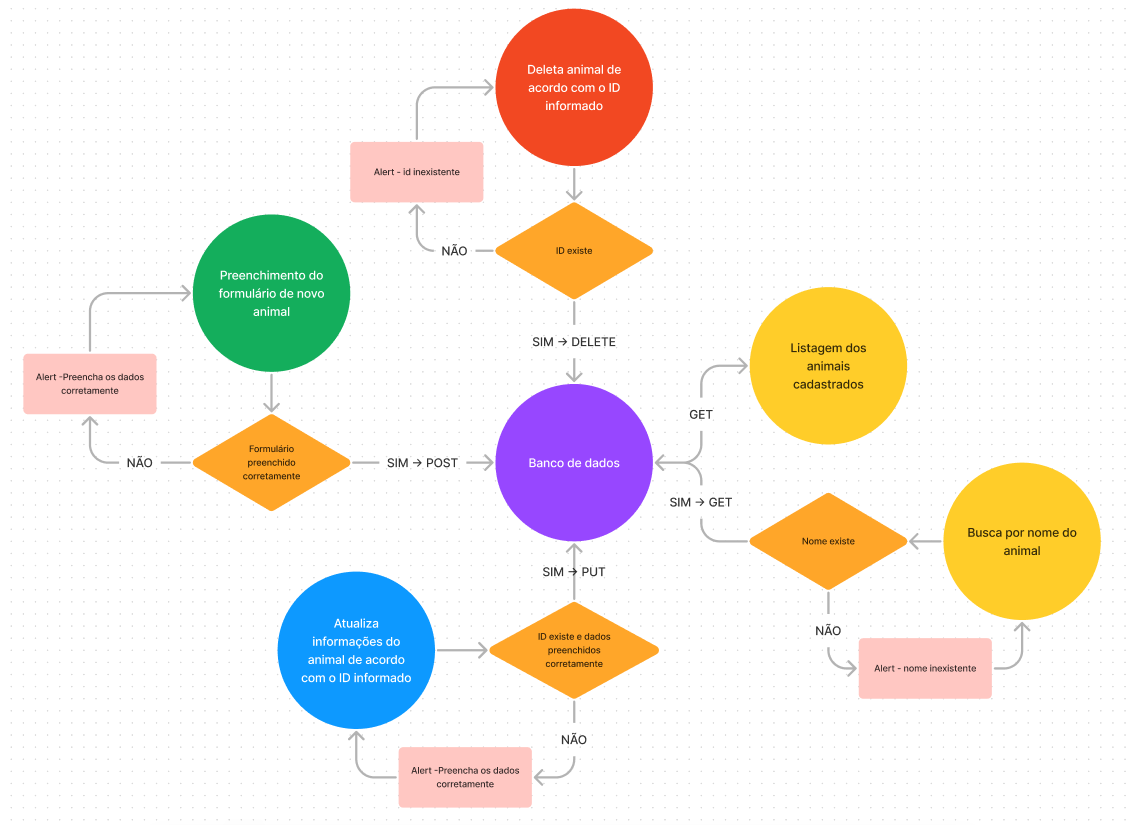 Deleta animal de
acordo com o ID
informado
Alert - id inexistente
NÃO
ID existe
SIM → DELETE
Preenchimento do
formulário de novo
animal
Alert -Preencha os dados
corretamente
NÃO
Formulário
preenchido
corretamente
SIM → POST
Banco de dados
Listagem dos
animais
cadastrados
GET
SIM → GET
Nome existe
Busca por nome do
animal
NÃO
Alert - nome inexistente
SIM → PUT
Atualiza
informações do
animal de acordo
com o ID informado
ID existe e dados
preenchidos
corretamente
NÃO
Alert -Preencha os dados
corretamente